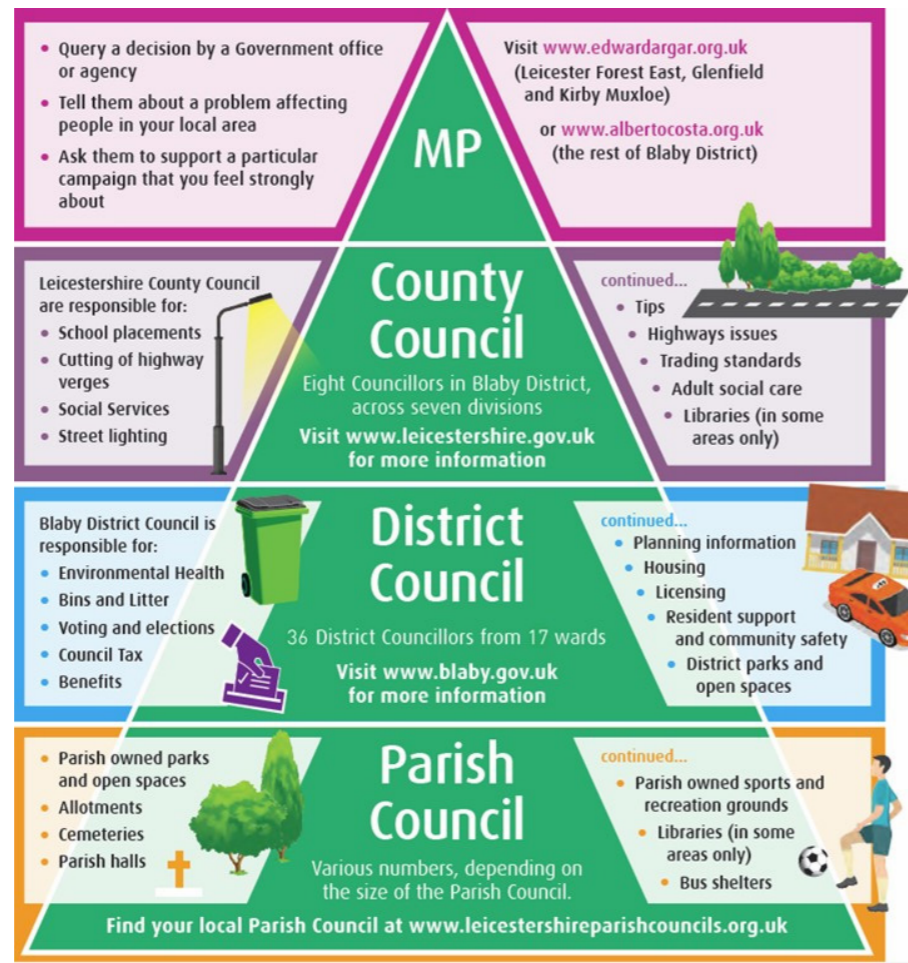 • Query a decision by a Government office
or agency
• Tell them about a problem affecting
people in your local area
• Ask them to support a particular
campaign that you feel strongly
about
MP
Visit www.edwardargar.org.uk
(Leicester Forest East, Glenfield
and Kirby Muxloe)
or www.albertocosta.org.uk
(the rest of Blaby District)
Leicestershire County Council
are responsible for:
• School placements
• Cutting of highway
verges
• Social Services
• Street lighting
County
Council
Eight Councillors in Blaby District,
across seven divisions
Visit www.leicestershire.gov.uk
for more information
continued...
• Tips
• Highways issues
• Trading standards
• Adult social care
• Libraries (in some
areas only)
Blaby District Council is
responsible for:
• Environmental Health
• Bins and Litter
• Voting and elections
• Council Tax
• Benefits
District
Council
36 District Councillors from 17 wards
Visit www.blaby.gov.uk
for more information
continued...
• Planning information
• Housing
• Licensing
• Resident support
and community safety
• District parks and
open spaces
• Parish owned parks
and open spaces
• Allotments
• Cemeteries
• Parish halls
Parish
Council
Various numbers, depending on
the size of the Parish Council.
continued...
• Parish owned sports and
recreation grounds
• Libraries (in some
areas only)
• Bus shelters
Find your local Parish Council at www.leicestershireparishcouncils.org.uk